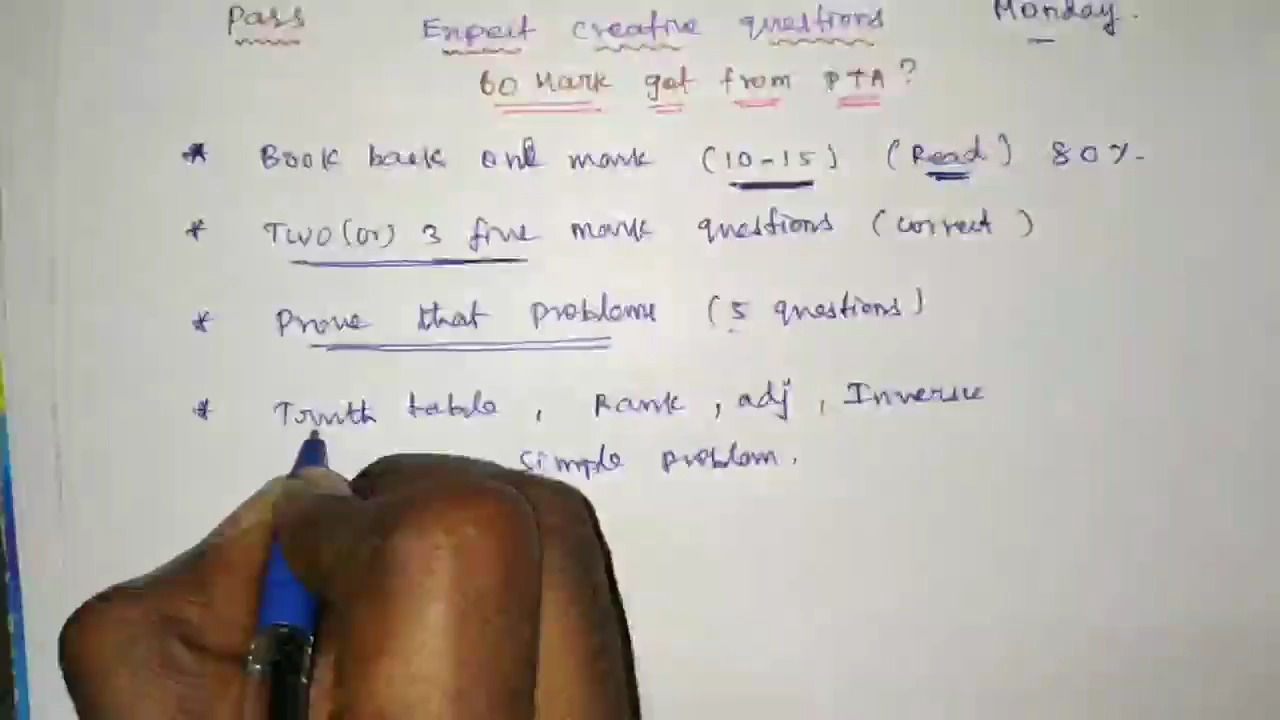 Pass Expect creative questions Monday.
60 Mark get from PTA?
* Book back one mark (10-15) (Read) 80%
* Two (or) 3 five mark questions (correct)
* Prove that problems (5 questions)
* Truth table, Rank, adj, Inverse
simple problem.